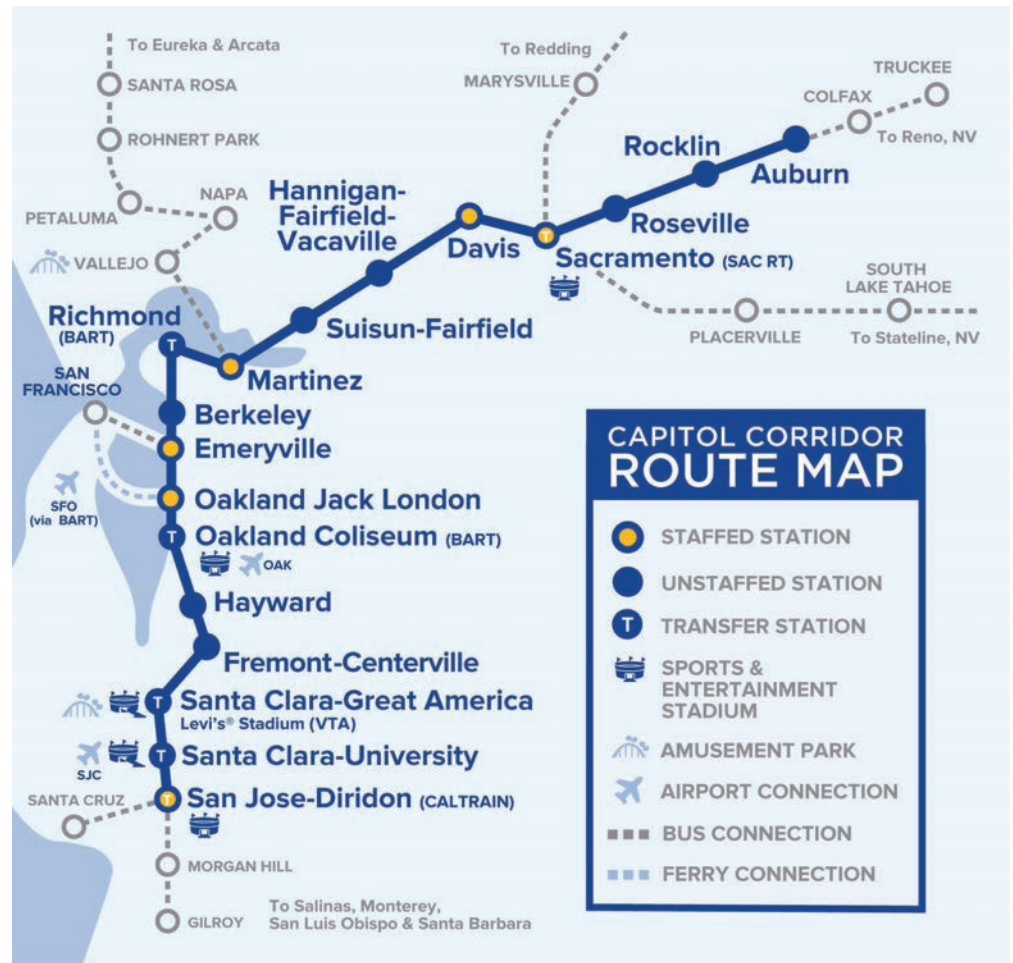 To Eureka & Arcata
SANTA ROSA
ROHNERT PARK
PETALUMA
NAPA
VALLEJO
To Redding
MARYSVILLE
TRUCKEE
COLFAX
To Reno, NV
Rocklin
Auburn
Roseville
Hannigan-
Fairfield-
Vacaville
Davis
T
Sacramento (SAC RT)
SOUTH
LAKE TAHOE
PLACERVILLE
To Stateline, NV
Suisun-Fairfield
Richmond
(BART)
T
Martinez
SAN
FRANCISCO
Berkeley
Emeryville
SFO
(via BART)
Oakland Jack London
T
Oakland Coliseum (BART)
OAK
Hayward
Fremont-Centerville
T
Santa Clara-Great America
Levi's® Stadium (VTA)
T
Santa Clara-University
SJC
SANTA CRUZ
T
San Jose-Diridon (CALTRAIN)
MORGAN HILL
GILROY
To Salinas, Monterey,
San Luis Obispo & Santa Barbara
CAPITOL CORRIDOR
ROUTE MAP
STAFFED STATION
UNSTAFFED STATION
T
TRANSFER STATION
SPORTS &
ENTERTAINMENT
STADIUM
AMUSEMENT PARK
AIRPORT CONNECTION
BUS CONNECTION
FERRY CONNECTION